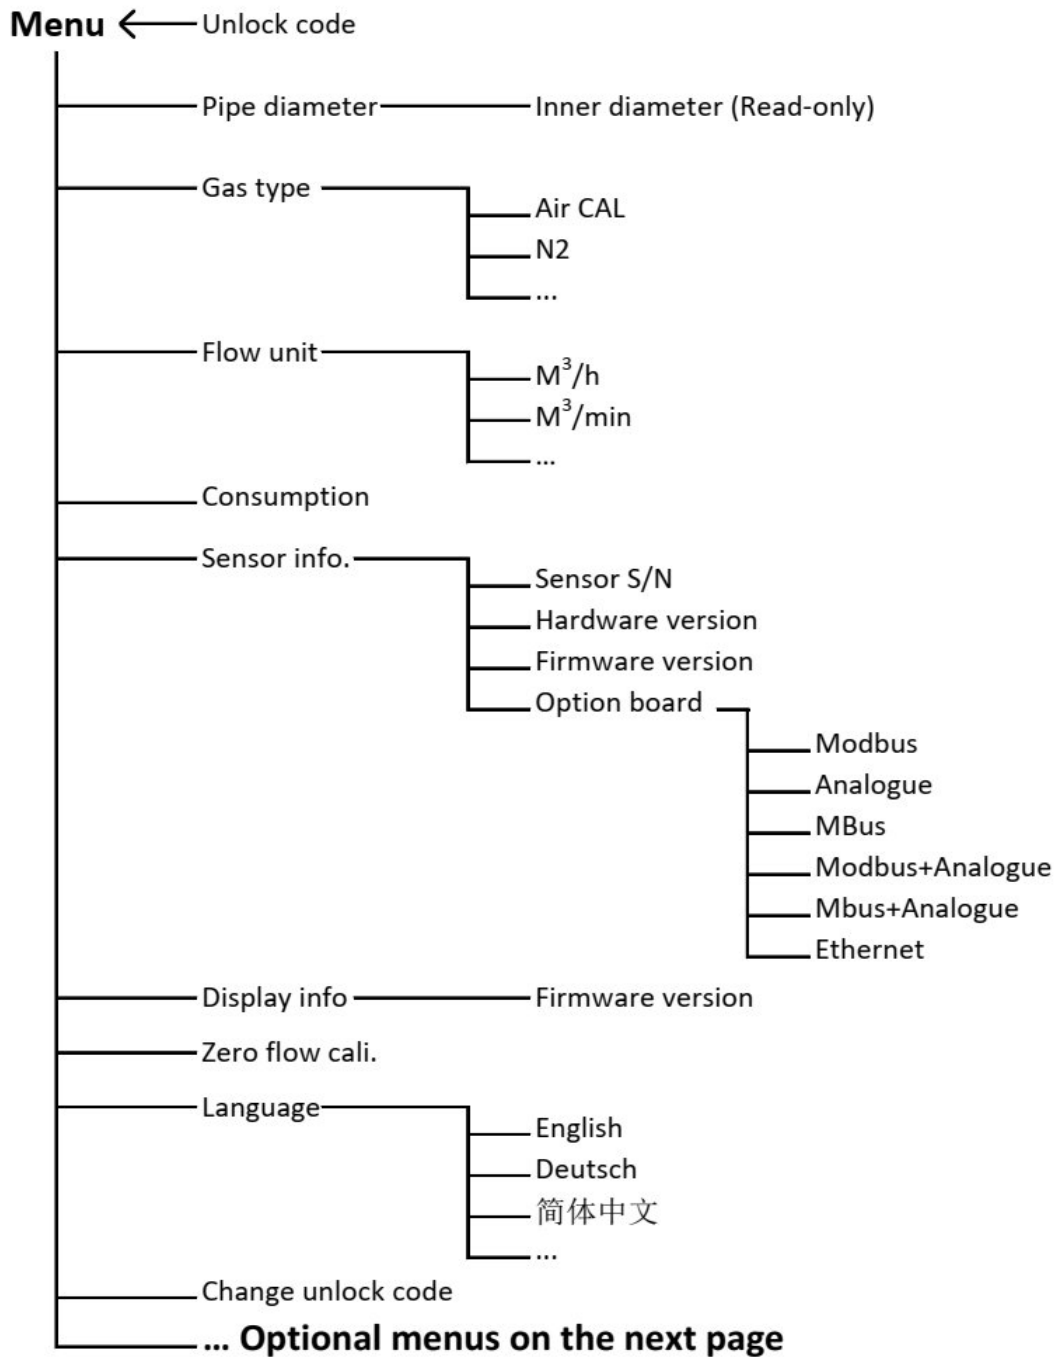 Menu Unlock code
Pipe diameter Inner diameter (Read-only)
Gas type
Air CAL
N2
...
Flow unit
M³/h
M³/min
...
Consumption
Sensor info.
Sensor S/N
Hardware version
Firmware version
Option board
Modbus
Analogue
MBus
Modbus+Analogue
Mbus+Analogue
Ethernet
Display info Firmware version
Zero flow cali.
Language
English
Deutsch
简体中文
...
Change unlock code
... Optional menus on the next page